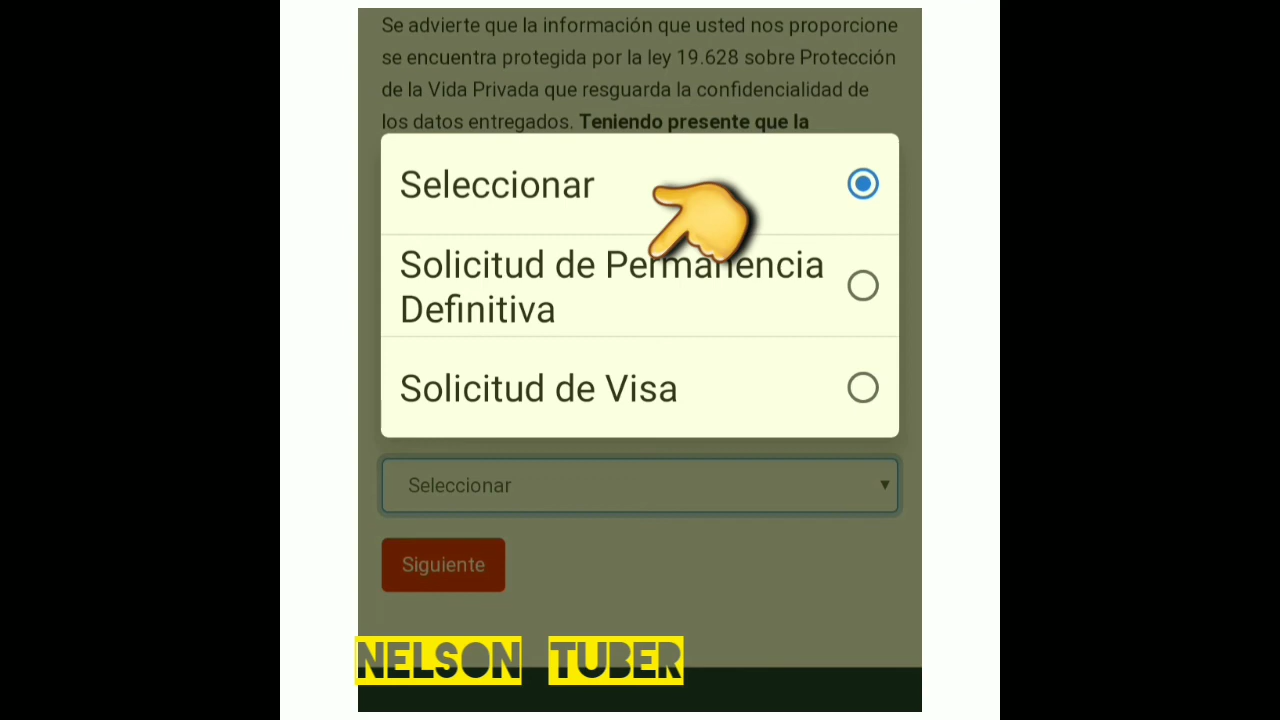 Se advierte que la información que usted nos proporcione
se encuentra protegida por la ley 19.628 sobre Protección
de la Vida Privada que resguarda la confidencialidad de
los datos entregados. Teniendo presente que la
Seleccionar
Solicitud de Permanencia
Definitiva
Solicitud de Visa
Seleccionar
Siguiente
NELSON TUBER